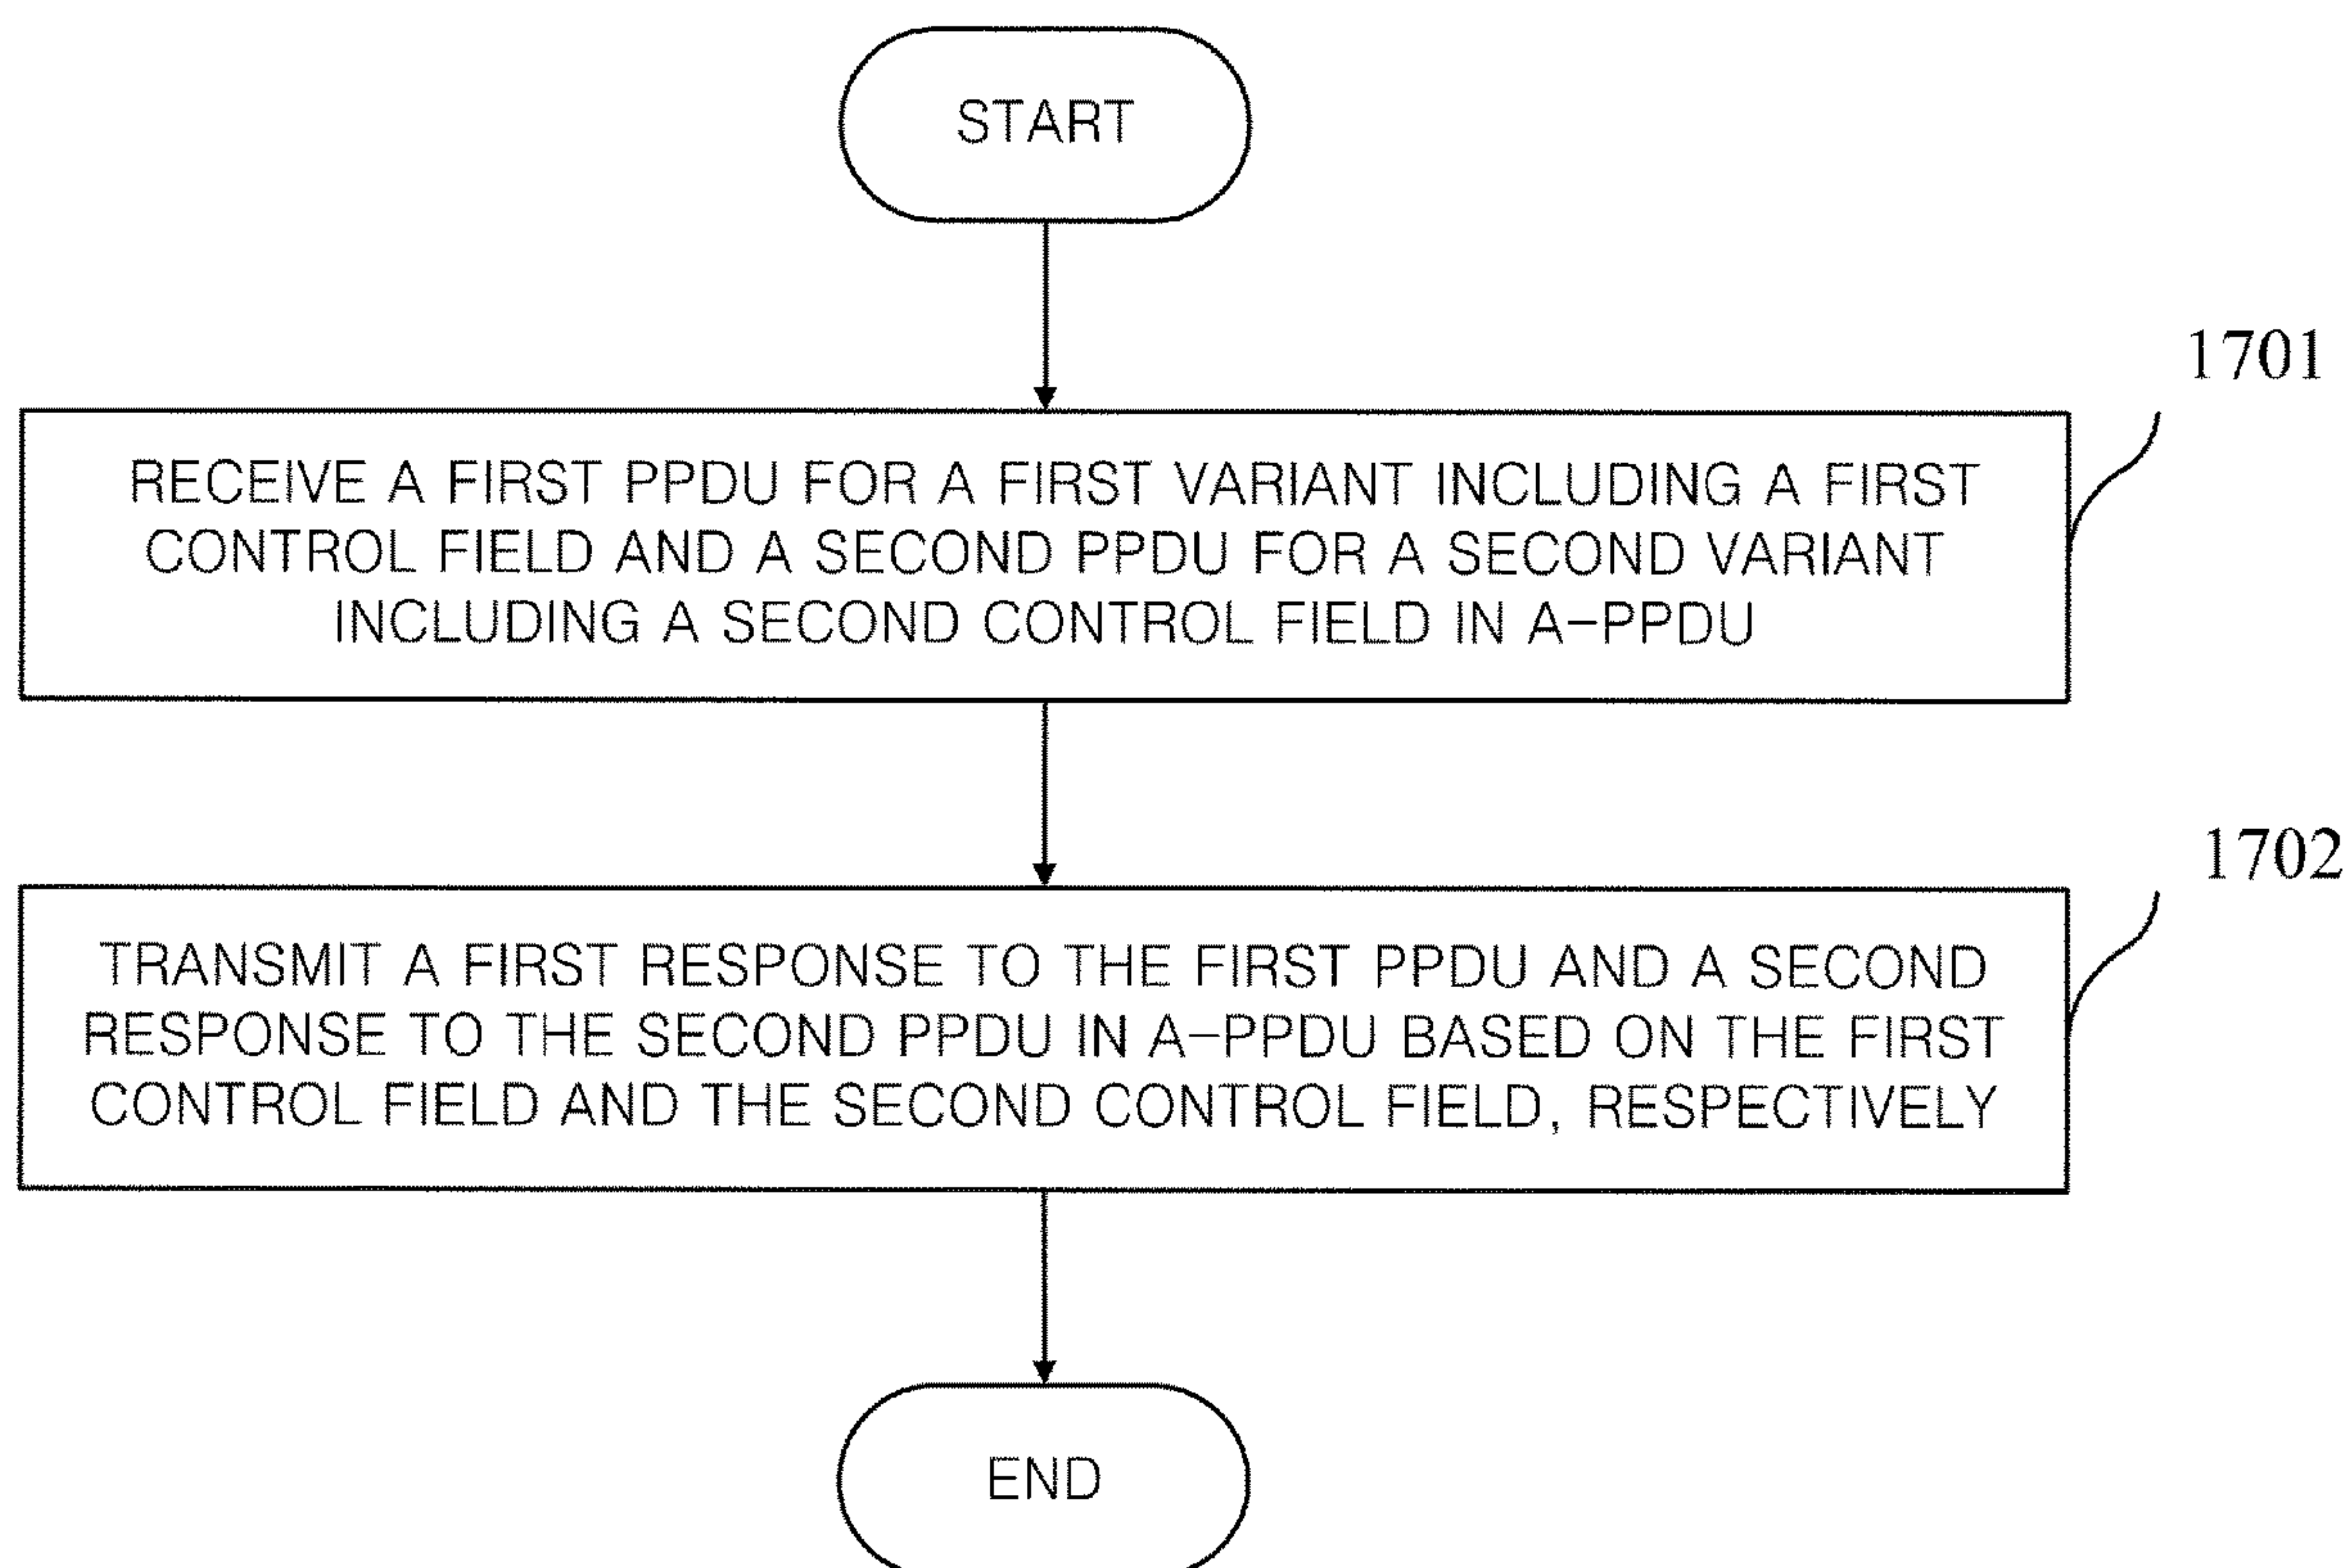 START
1701
RECEIVE A FIRST PPDU FOR A FIRST VARIANT INCLUDING A FIRST
CONTROL FIELD AND A SECOND PPDU FOR A SECOND VARIANT
INCLUDING A SECOND CONTROL FIELD IN A-PPDU
1702
TRANSMIT A FIRST RESPONSE TO THE FIRST PPDU AND A SECOND
RESPONSE TO THE SECOND PPDU IN A-PPDU BASED ON THE FIRST
CONTROL FIELD AND THE SECOND CONTROL FIELD, RESPECTIVELY
END